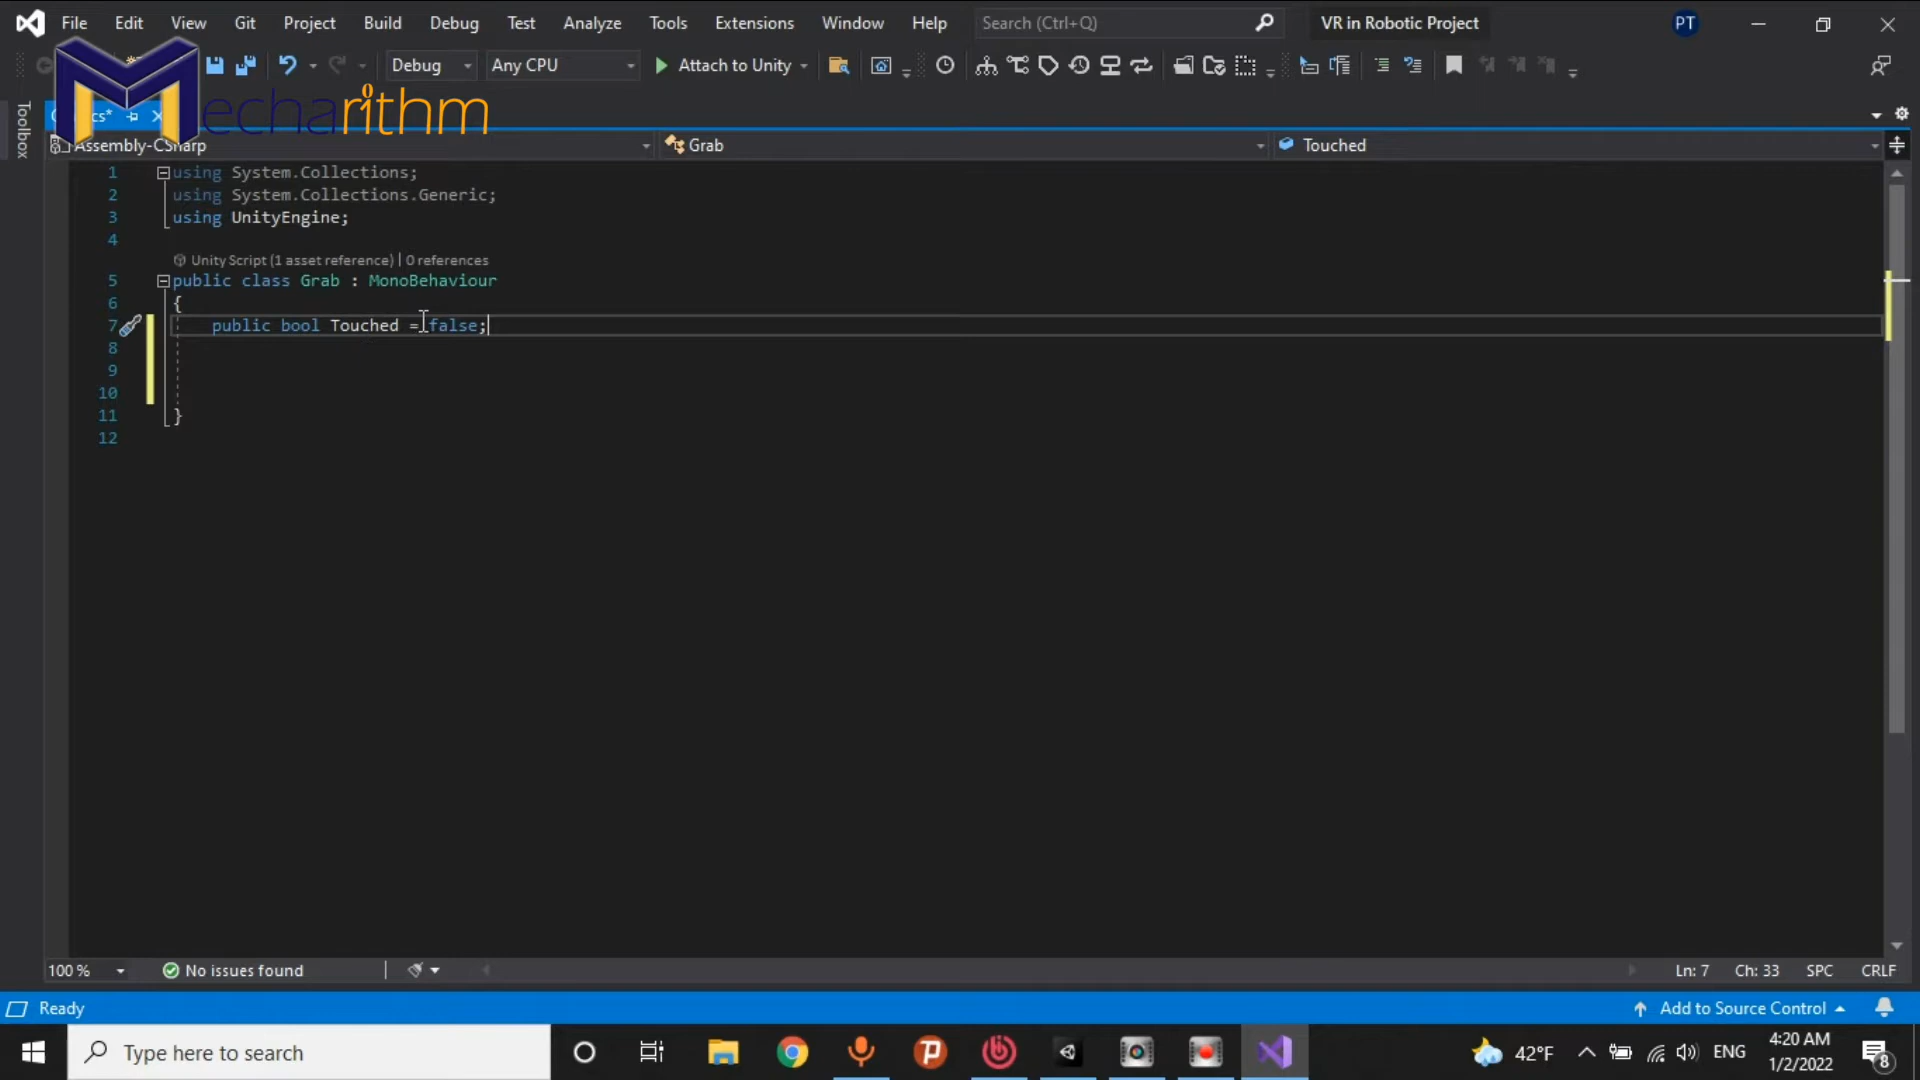 File Edit View Git Project Build Debug Test Analyze Tools Extensions Window Help Search (Ctrl+Q) VR in Robotic Project PT
Debug Any CPU Attach to Unity
Mecharithm
Toolbox
cs*
Assembly-CSharp Grab Touched
1 using System.Collections;
2 using System.Collections.Generic;
3 using UnityEngine;
4
Unity Script (1 asset reference) | 0 references
5 public class Grab : MonoBehaviour
6 {
7 public bool Touched = false;
8
9
10
11 }
12
100 % No issues found Ln: 7 Ch: 33 SPC CRLF
Ready Add to Source Control
Type here to search 42°F ENG 4:20 AM
1/2/2022 8